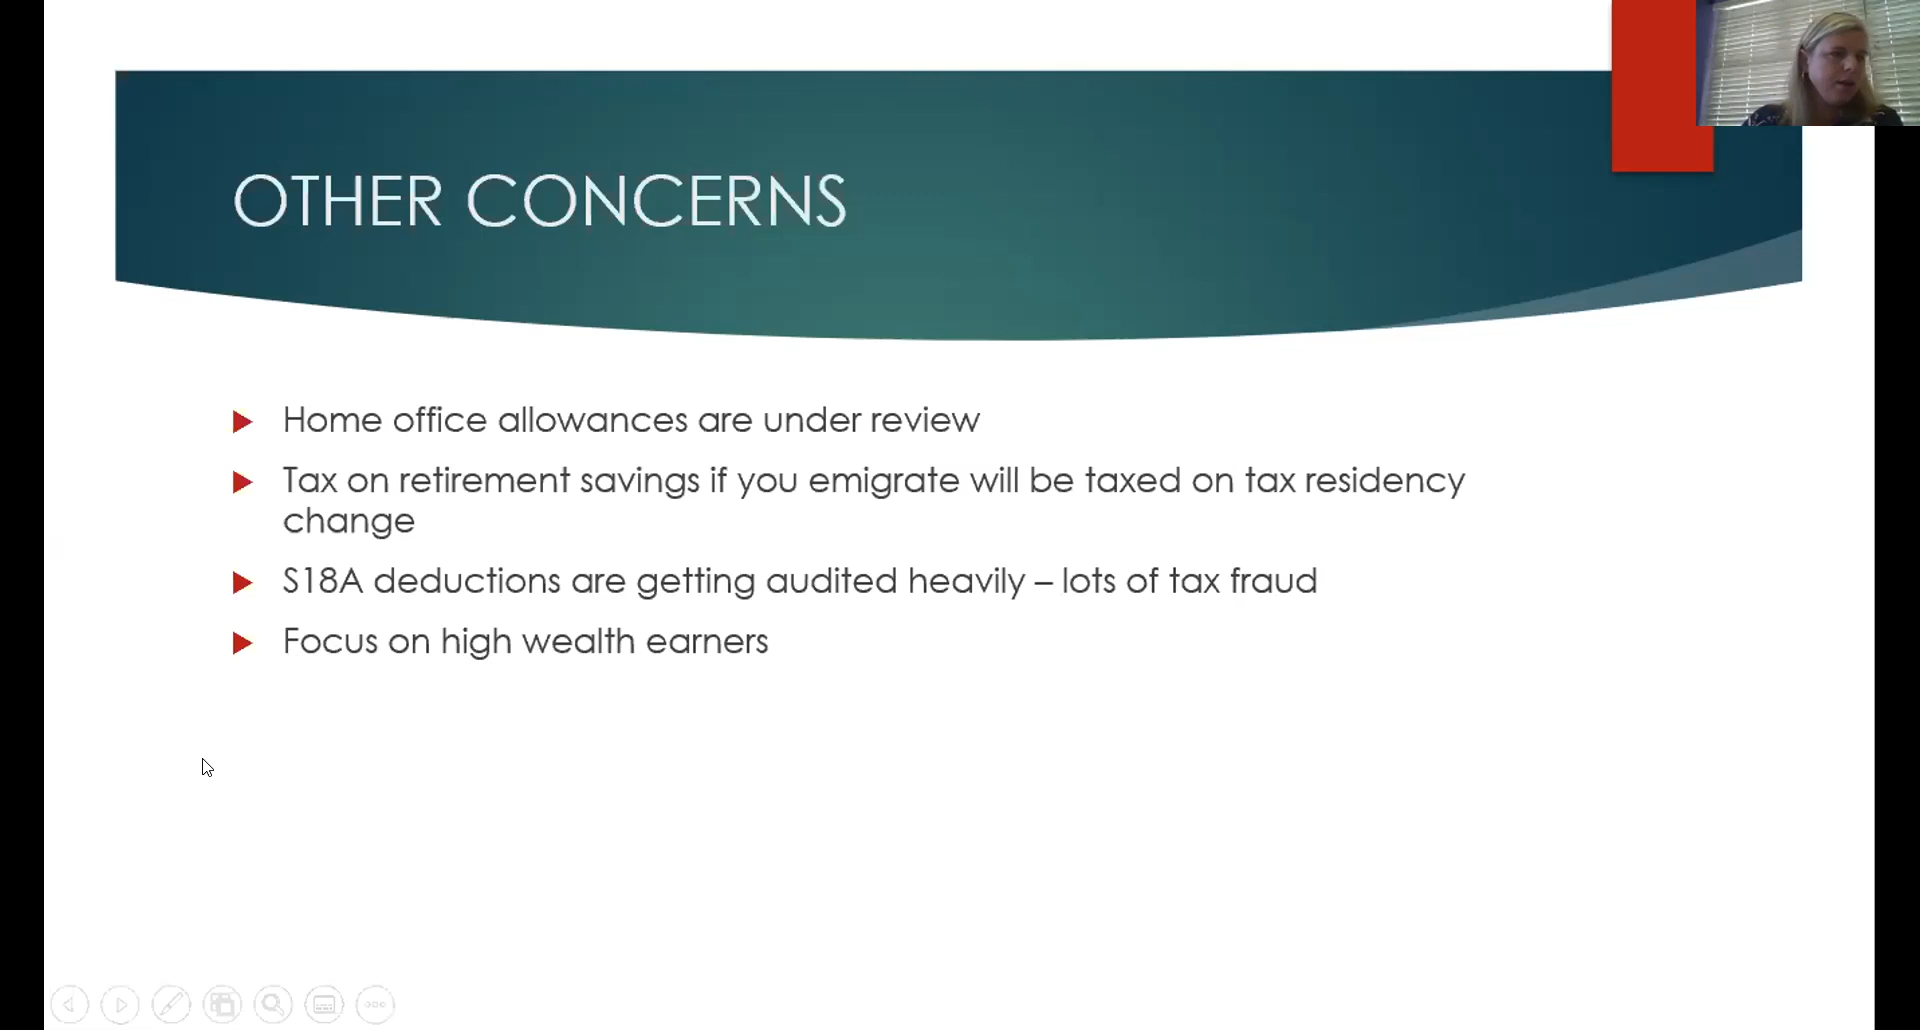 OTHER CONCERNS
Home office allowances are under review
Tax on retirement savings if you emigrate will be taxed on tax residency
change
S18A deductions are getting audited heavily – lots of tax fraud
Focus on high wealth earners